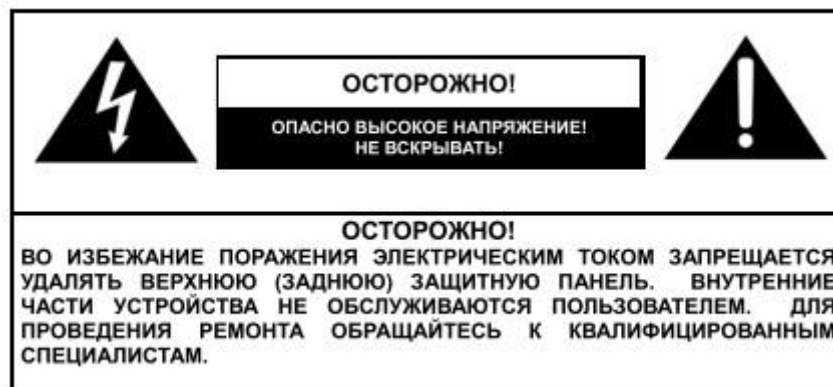 ОСТОРОЖНО!
ОПАСНО ВЫСОКОЕ НАПРЯЖЕНИЕ!
НЕ ВСКРЫВАТЬ!
ОСТОРОЖНО!
ВО ИЗБЕЖАНИЕ ПОРАЖЕНИЯ ЭЛЕКТРИЧЕСКИМ ТОКОМ ЗАПРЕЩАЕТСЯ
УДАЛЯТЬ ВЕРХНЮЮ (ЗАДНЮЮ) ЗАЩИТНУЮ ПАНЕЛЬ. ВНУТРЕННИЕ
ЧАСТИ УСТРОЙСТВА НЕ ОБСЛУЖИВАЮТСЯ ПОЛЬЗОВАТЕЛЕМ. ДЛЯ
ПРОВЕДЕНИЯ РЕМОНТА ОБРАЩАЙТЕСЬ К КВАЛИФИЦИРОВАННЫМ
СПЕЦИАЛИСТАМ.